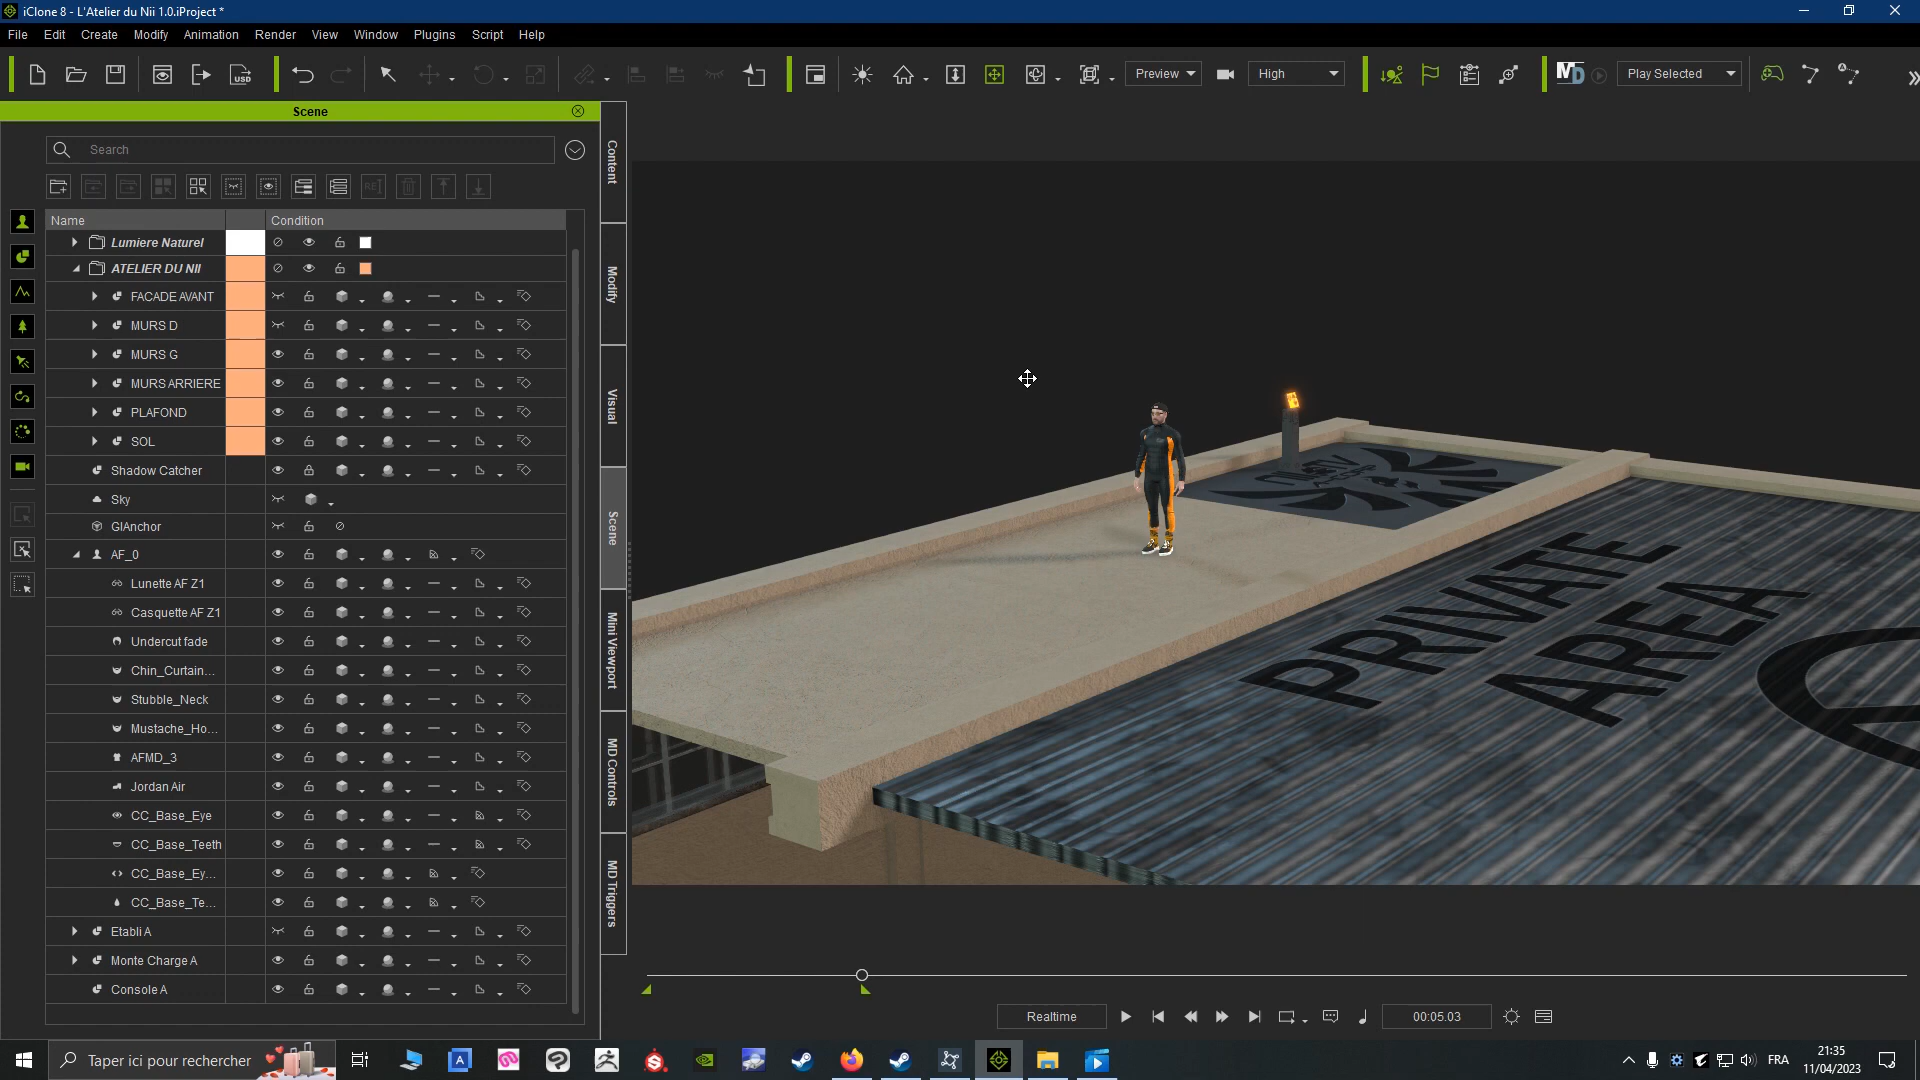 iClone 8 - L'Atelier du Nii 1.0.iProject *
File Edit Create Modify Animation Render View Window Plugins Script Help
USD Preview High MD Play Selected
Scene
Search
Name Condition
Lumiere Naturel
ATELIER DU NII
FACADE AVANT
MURS D
MURS G
MURS ARRIERE
PLAFOND
SOL
Shadow Catcher
Sky
GIAnchor
AF_0
Lunette AF Z1
Casquette AF Z1
Undercut fade
Chin_Curtain...
Stubble_Neck
Mustache_Ho...
AFMD_3
Jordan Air
CC_Base_Eye
CC_Base_Teeth
CC_Base_Ey...
CC_Base_Te...
Etabli A
Monte Charge A
Console A
Content
Modify
Visual
Scene
Mini Viewport
MD Controls
MD Triggers
PRIVATE
AREA
Realtime 00:05.03
Taper ici pour rechercher
FRA
21:35
11/04/2023